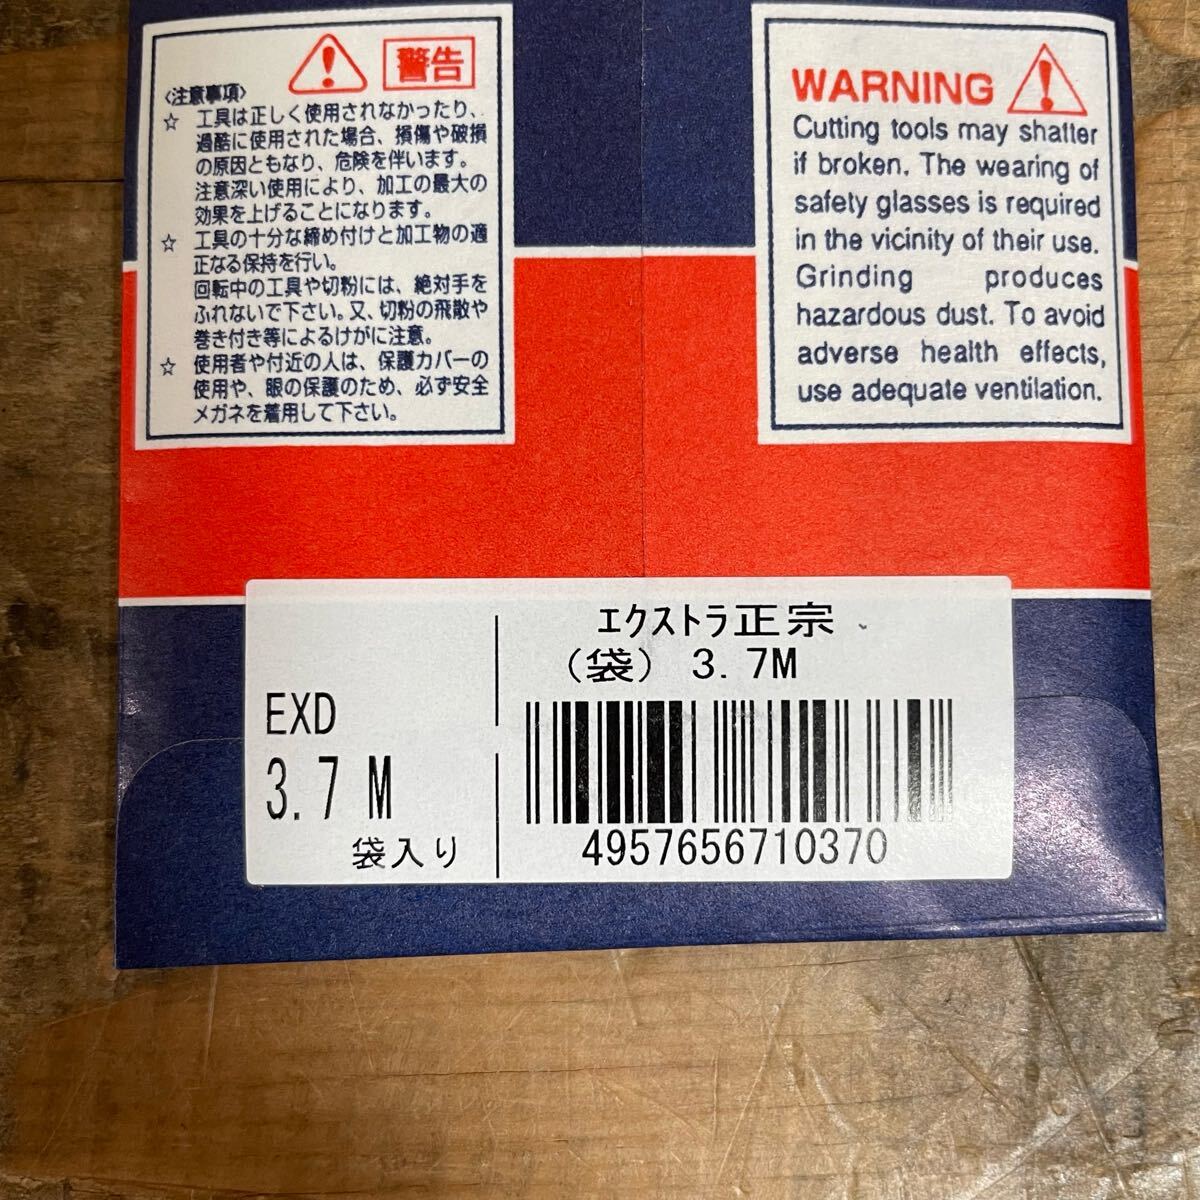 警告
〈注意事項〉
☆ 工具は正しく使用されなかったり、
過酷に使用された場合、損傷や破損
の原因ともなり、危険を伴います。
注意深い使用により、加工の最大の
効果を上げることになります。
☆ 工具の十分な締め付けと加工物の適
正なる保持を行い。
回転中の工具や切粉には、絶対手を
ふれないで下さい。又、切粉の飛散や
巻き付き等によるけがに注意。
☆ 使用者や付近の人は、保護カバーの
使用や、眼の保護のため、必ず安全
メガネを着用して下さい。
WARNING
Cutting tools may shatter
if broken. The wearing of
safety glasses is required
in the vicinity of their use.
Grinding produces
hazardous dust. To avoid
adverse health effects,
use adequate ventilation.
EXD
3.7 M
袋入り
ｴｸｽﾄﾗ正宗
(袋) 3.7M
4957656710370